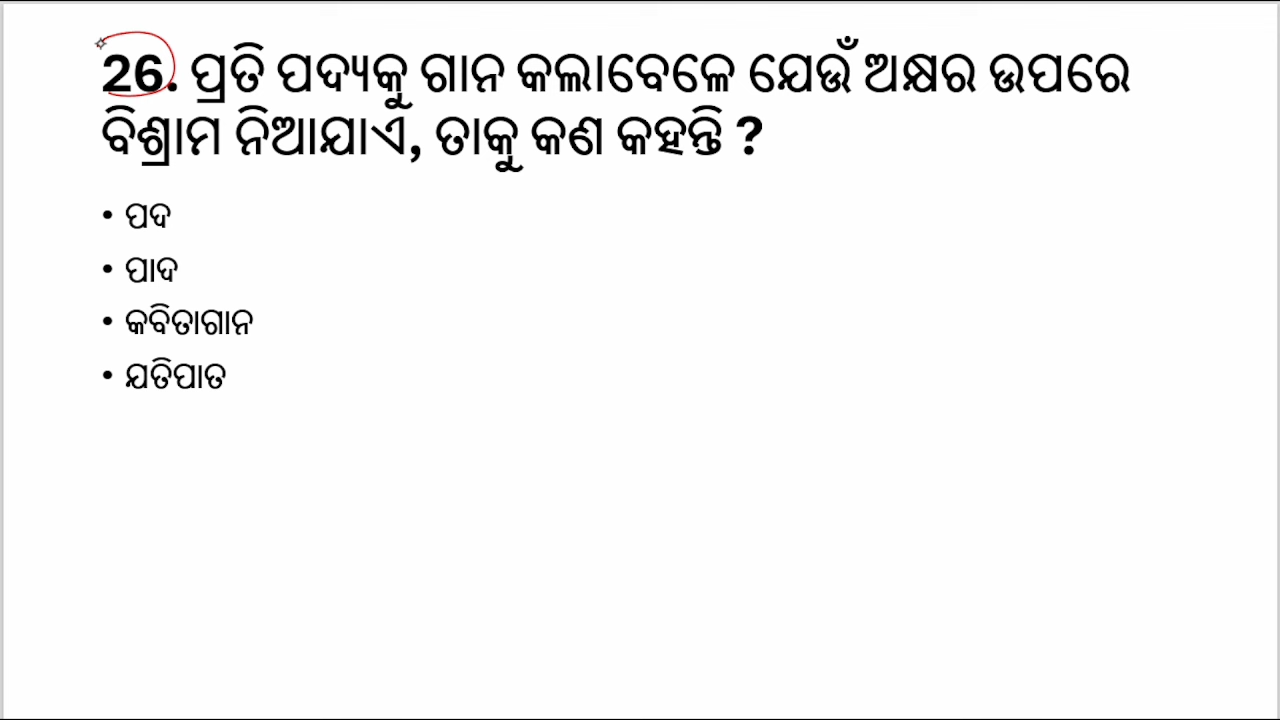 26. ପ୍ରତି ପଦ୍ୟକୁ ଗାନ କଲାବେଳେ ଯେଉଁ ଅକ୍ଷର ଉପରେ
ବିଶ୍ରାମ ନିଆଯାଏ, ତାକୁ କଣ କହନ୍ତି ?
• ପଦ
• ପାଦ
• କବିତାଗାନ
• ଯତିପାତ